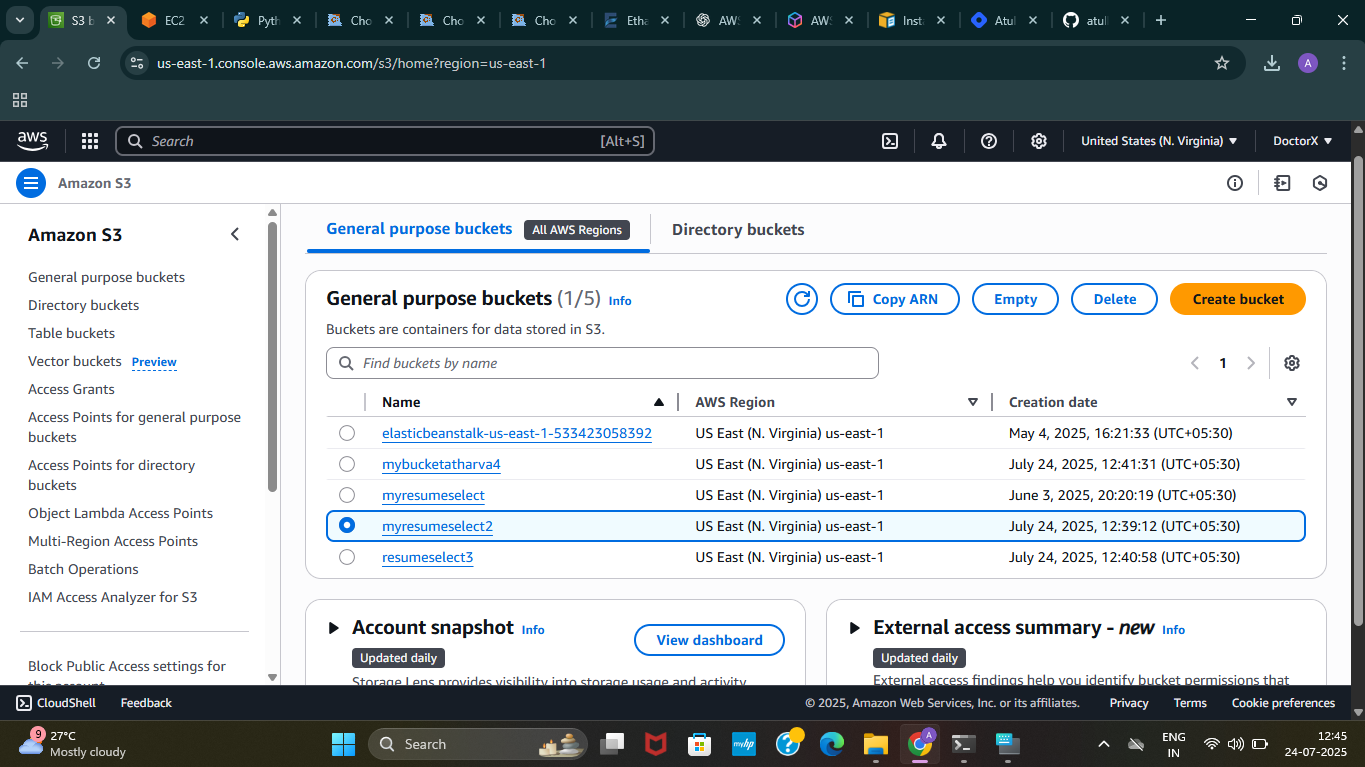 S3 b
EC2
Pyth
Cho
Cho
Cho
Etha
AWS
AWS
Inst
Atul
atull
us-east-1.console.aws.amazon.com/s3/home?region=us-east-1
A
aws
Search
[Alt+S]
United States (N. Virginia)
DoctorX
Amazon S3
Amazon S3
General purpose buckets
Directory buckets
Table buckets
Vector buckets Preview
Access Grants
Access Points for general purpose
buckets
Access Points for directory
buckets
Object Lambda Access Points
Multi-Region Access Points
Batch Operations
IAM Access Analyzer for S3
Block Public Access settings for
this account
General purpose buckets All AWS Regions Directory buckets
General purpose buckets (1/5) Info
Copy ARN Empty Delete Create bucket
Buckets are containers for data stored in S3.
Find buckets by name
1
Name AWS Region Creation date
elasticbeanstalk-us-east-1-533423058392 US East (N. Virginia) us-east-1 May 4, 2025, 16:21:33 (UTC+05:30)
mybucketatharva4 US East (N. Virginia) us-east-1 July 24, 2025, 12:41:31 (UTC+05:30)
myresumeselect US East (N. Virginia) us-east-1 June 3, 2025, 20:20:19 (UTC+05:30)
myresumeselect2 US East (N. Virginia) us-east-1 July 24, 2025, 12:39:12 (UTC+05:30)
resumeselect3 US East (N. Virginia) us-east-1 July 24, 2025, 12:40:58 (UTC+05:30)
Account snapshot Info
View dashboard
Updated daily
Storage Lens provides visibility into storage usage and activity
External access summary - new Info
Updated daily
External access findings help you identify bucket permissions that
CloudShell Feedback
© 2025, Amazon Web Services, Inc. or its affiliates. Privacy Terms Cookie preferences
9
27°C
Mostly cloudy
Search
myhp
A
ENG
IN
12:45
24-07-2025